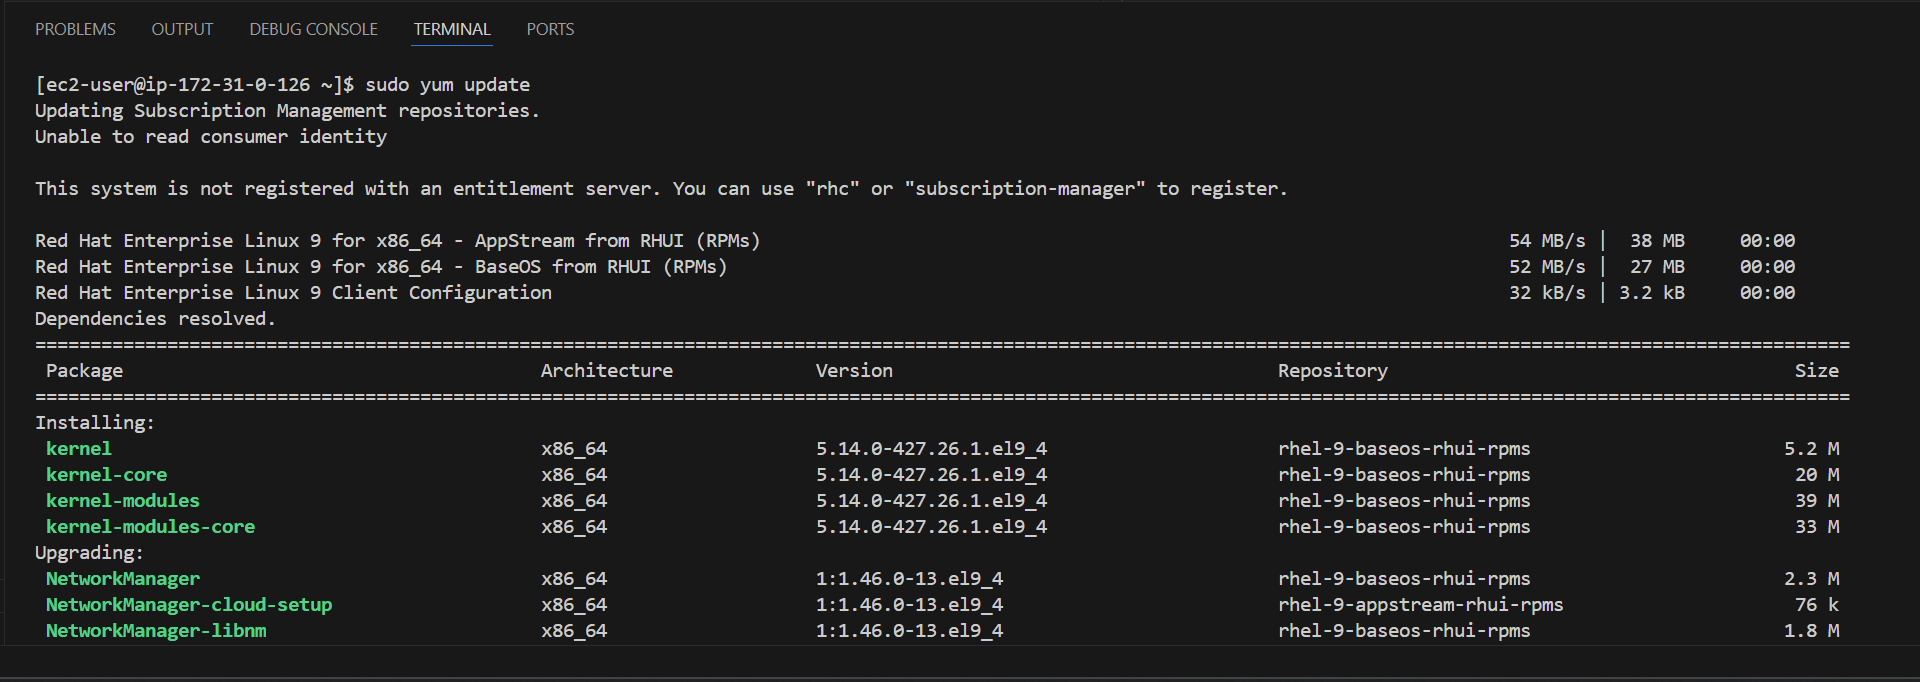 PROBLEMS OUTPUT DEBUG CONSOLE TERMINAL PORTS
[ec2-user@ip-172-31-0-126 ~]$ sudo yum update
Updating Subscription Management repositories.
Unable to read consumer identity
This system is not registered with an entitlement server. You can use "rhc" or "subscription-manager" to register.
Red Hat Enterprise Linux 9 for x86_64 - AppStream from RHUI (RPMs) 54 MB/s | 38 MB 00:00
Red Hat Enterprise Linux 9 for x86_64 - BaseOS from RHUI (RPMs) 52 MB/s | 27 MB 00:00
Red Hat Enterprise Linux 9 Client Configuration 32 kB/s | 3.2 kB 00:00
Dependencies resolved.
=====================================================================================================================================================================
Package Architecture Version Repository Size
=====================================================================================================================================================================
Installing:
kernel x86_64 5.14.0-427.26.1.el9_4 rhel-9-baseos-rhui-rpms 5.2 M
kernel-core x86_64 5.14.0-427.26.1.el9_4 rhel-9-baseos-rhui-rpms 20 M
kernel-modules x86_64 5.14.0-427.26.1.el9_4 rhel-9-baseos-rhui-rpms 39 M
kernel-modules-core x86_64 5.14.0-427.26.1.el9_4 rhel-9-baseos-rhui-rpms 33 M
Upgrading:
NetworkManager x86_64 1:1.46.0-13.el9_4 rhel-9-baseos-rhui-rpms 2.3 M
NetworkManager-cloud-setup x86_64 1:1.46.0-13.el9_4 rhel-9-appstream-rhui-rpms 76 k
NetworkManager-libnm x86_64 1:1.46.0-13.el9_4 rhel-9-baseos-rhui-rpms 1.8 M